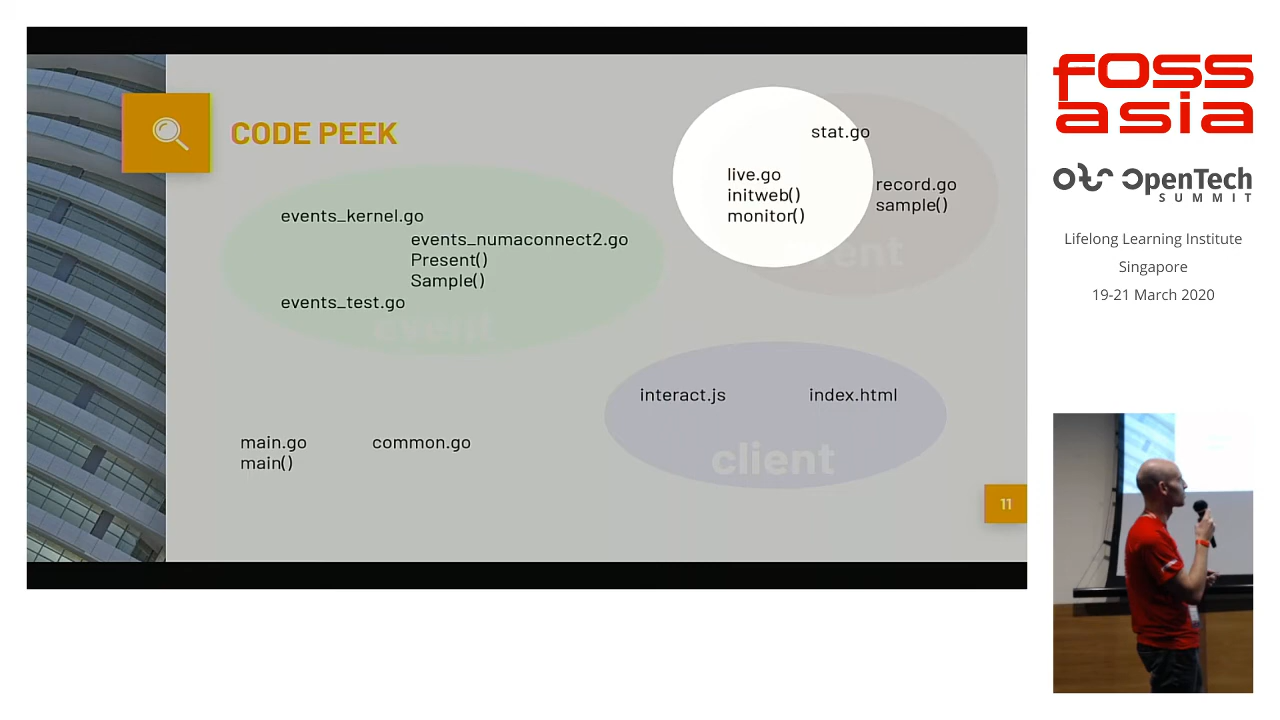 CODE PEEK
stat.go
live.go
initweb()
monitor()
record.go
sample()
events_kernel.go
events_numaconnect2.go
Present()
Sample()
events_test.go
event
interact.js
index.html
client
main.go
main()
common.go
11
FOSS
asia
OpenTech
SUMMIT
Lifelong Learning Institute
Singapore
19-21 March 2020